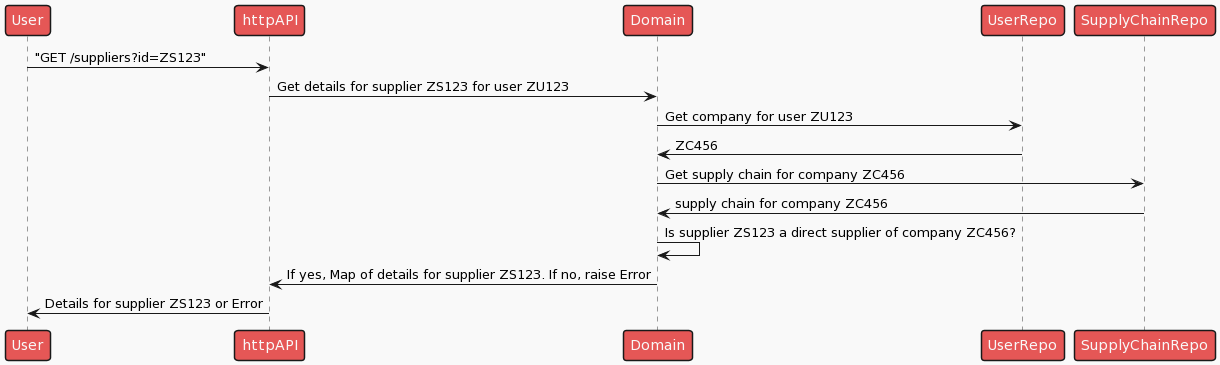 User httpAPI Domain UserRepo SupplyChainRepo
"GET /suppliers?id=ZS123"
Get details for supplier ZS123 for user ZU123
Get company for user ZU123
ZC456
Get supply chain for company ZC456
supply chain for company ZC456
Is supplier ZS123 a direct supplier of company ZC456?
If yes, Map of details for supplier ZS123. If no, raise Error
Details for supplier ZS123 or Error
User httpAPI Domain UserRepo SupplyChainRepo